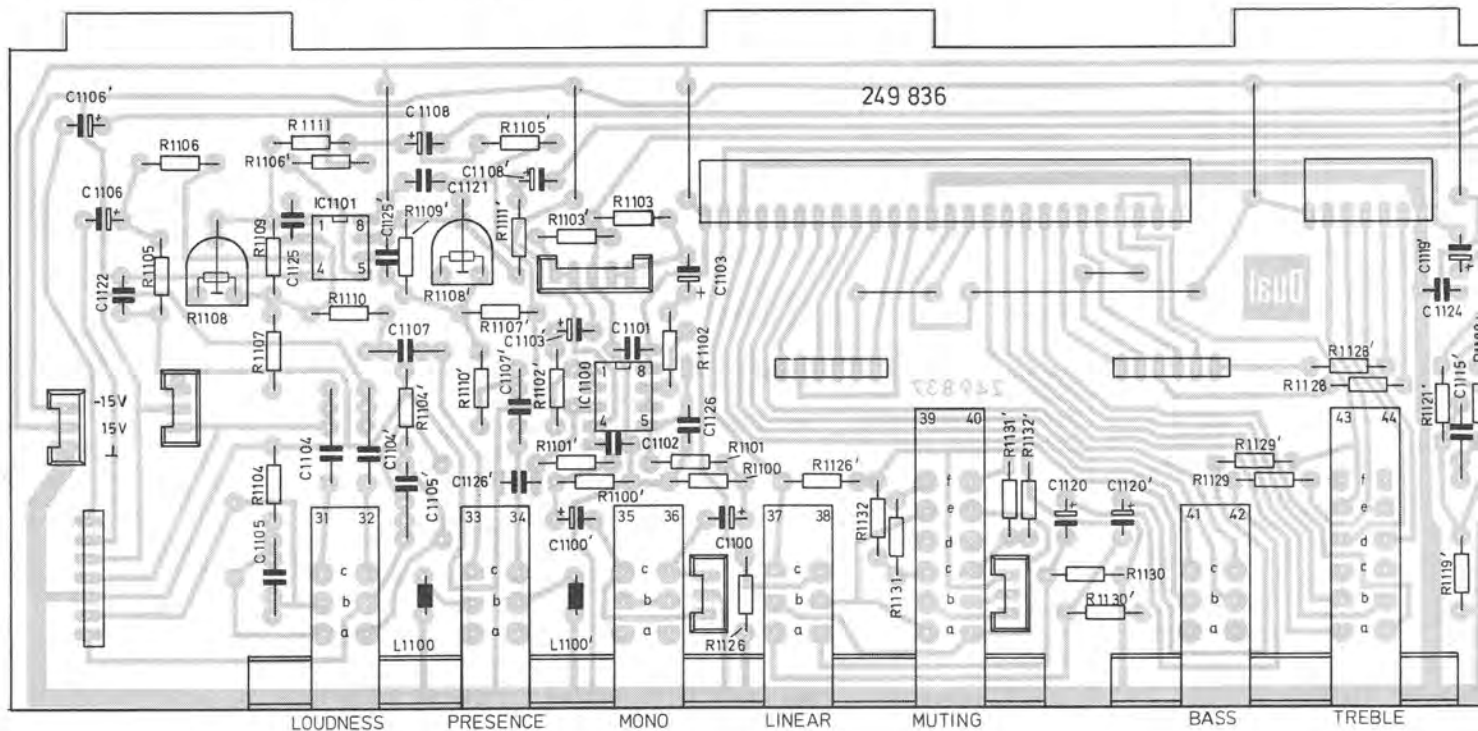 249 836
C1106'
C1108
R1111
R1105'
R1106
R1106'
C1108'
C1121
C1106
IC1101
1 8
4 5
R1109
C1125
C1125'
R1109'
R1111'
R1103'
R1103
C1103
+
C1119'
C1124
R1105
C1122
R1108
R1110
R1108'
R1107'
C1103'
C1101
R1102
Dual
R1107
C1107
R1110'
C1107'
R1102'
IC1100
1 8
4 5
249837
R1128'
R1128
R1121'
C1115'
-15V
15V
⊥
R1104'
C1126
39 40
43 44
C1104
C1104'
R1101'
C1102
R1101
R1100
R1131'
R1132'
R1129'
R1129
R1104
C1105'
C1126'
R1100'
R1126'
R1132
f
e
d
c
b
a
C1120
C1120'
f
e
d
c
b
a
31 32
33 34
35 36
37 38
41 42
C1105
C1100'
C1100
R1131
R1130
R1130'
R1119'
c
b
a
c
b
a
c
b
a
c
b
a
c
b
a
L1100
L1100'
R1126
LOUDNESS PRESENCE MONO LINEAR MUTING BASS TREBLE